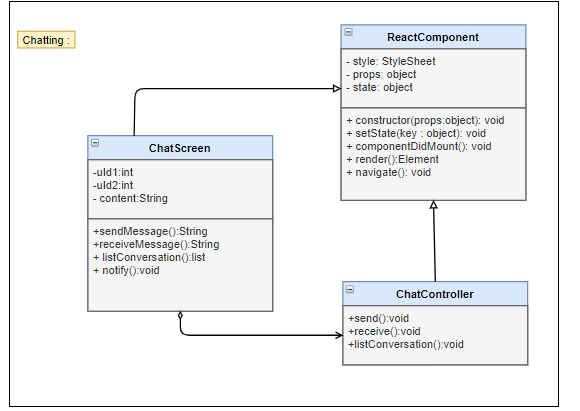 Chatting :
ReactComponent
- style: StyleSheet
- props: object
- state: object
+ constructor(props:object): void
+ setState(key : object): void
+ componentDidMount(): void
+ render():Element
+ navigate(): void
ChatScreen
-uId1:int
-uId2:int
- content:String
+sendMessage():String
+receiveMessage():String
+ listConversation():list
+ notify():void
ChatController
+send():void
+receive():void
+listConversation():void